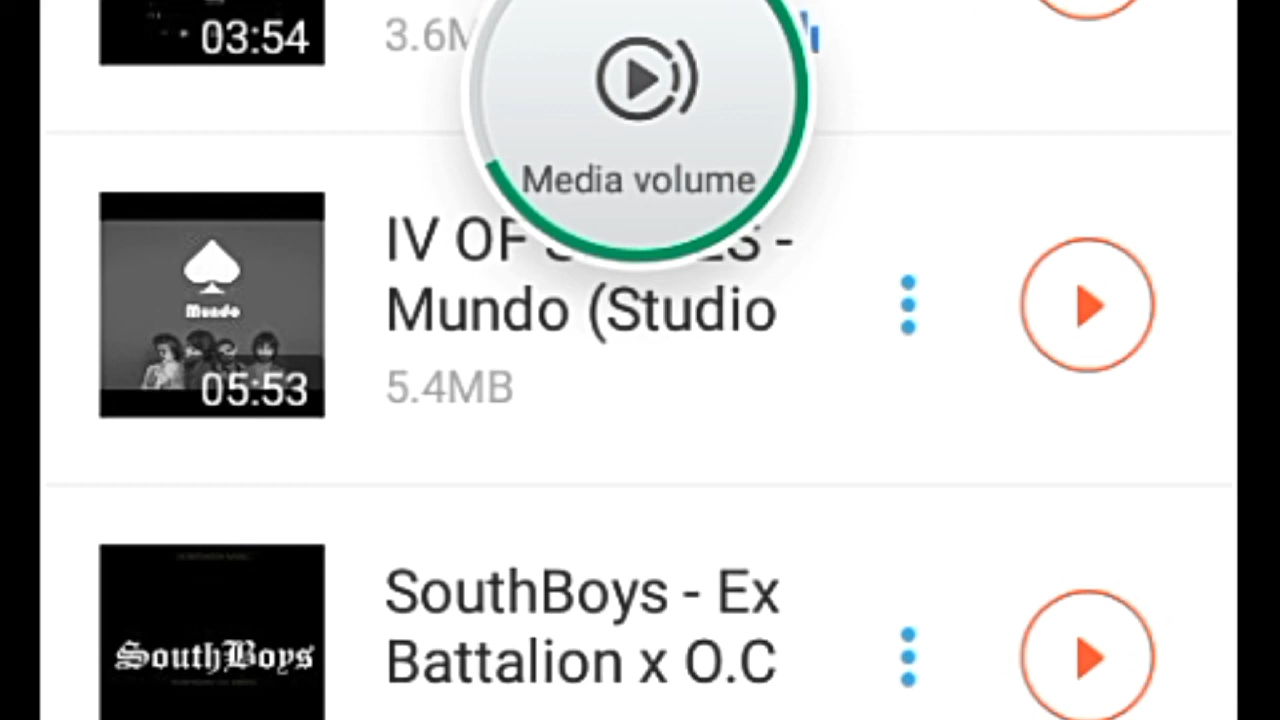 03:54
3.6M
Media volume
IV OF S ES -
Mundo (Studio
Mundo
05:53
5.4MB
SouthBoys - Ex
Battalion x O.C
SouthBoys